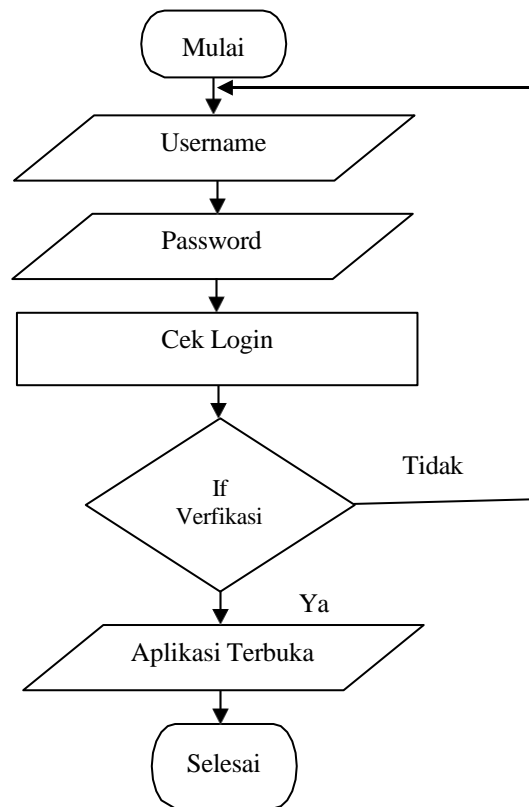 Mulai
Username
Password
Cek Login
If
Verfikasi
Tidak
Ya
Aplikasi Terbuka
Selesai